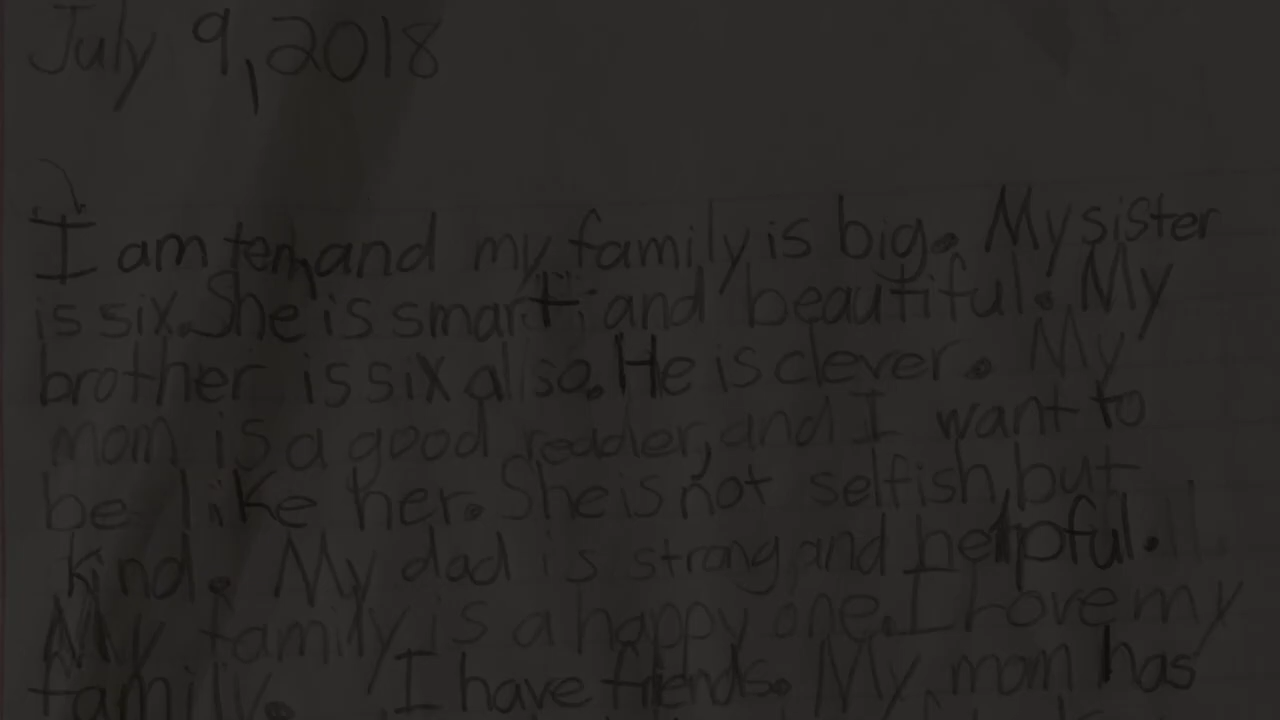 July 9, 2018
I am ten, and my family is big. My sister
is six. She is smart and beautiful. My
brother is six also. He is clever. My
mom is a good reader, and I want to
be like her. She is not selfish, but
kind. My dad is strong and helpful.
My family is a happy one. I love my
family. I have friends. My mom has